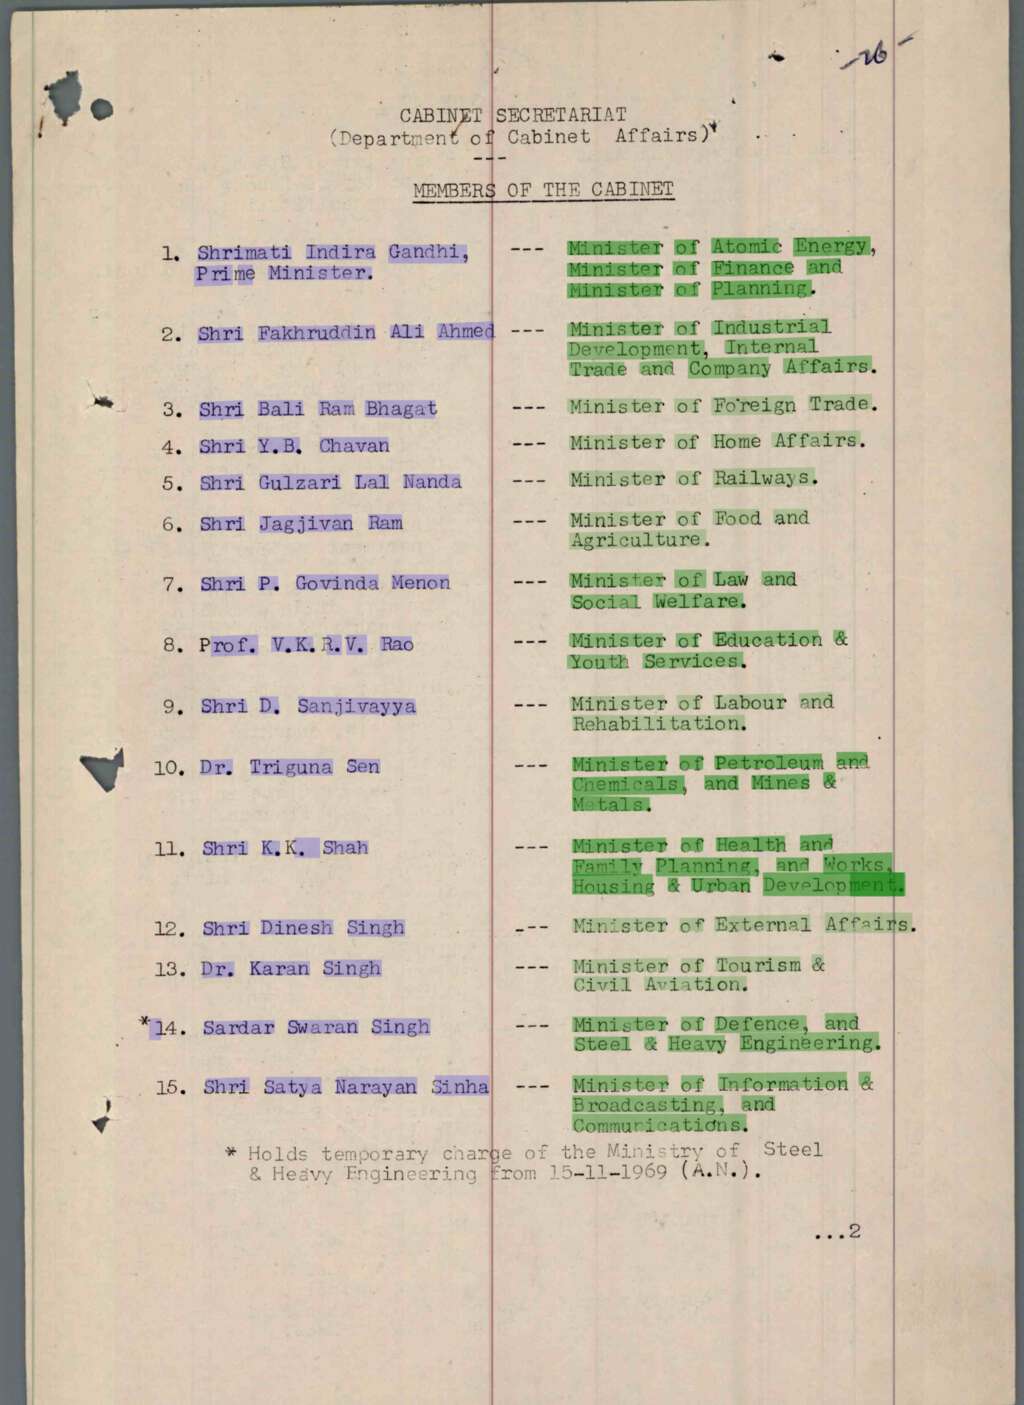 26
CABINET SECRETARIAT
(Department of Cabinet Affairs)
---
MEMBERS OF THE CABINET
1. Shrimati Indira Gandhi, --- Minister of Atomic Energy,
Prime Minister. Minister of Finance and
Minister of Planning.
2. Shri Fakhruddin Ali Ahmed --- Minister of Industrial
Development, Internal
Trade and Company Affairs.
3. Shri Bali Ram Bhagat --- Minister of Foreign Trade.
4. Shri Y.B. Chavan --- Minister of Home Affairs.
5. Shri Gulzari Lal Nanda --- Minister of Railways.
6. Shri Jagjivan Ram --- Minister of Food and
Agriculture.
7. Shri P. Govinda Menon --- Minister of Law and
Social Welfare.
8. Prof. V.K.R.V. Rao --- Minister of Education &
Youth Services.
9. Shri D. Sanjivayya --- Minister of Labour and
Rehabilitation.
10. Dr. Triguna Sen --- Minister of Petroleum and
Chemicals, and Mines &
Metals.
11. Shri K.K. Shah --- Minister of Health and
Family Planning, and Works,
Housing & Urban Development.
12. Shri Dinesh Singh --- Minister of External Affairs.
13. Dr. Karan Singh --- Minister of Tourism &
Civil Aviation.
*14. Sardar Swaran Singh --- Minister of Defence, and
Steel & Heavy Engineering.
15. Shri Satya Narayan Sinha --- Minister of Information &
Broadcasting, and
Communications.
* Holds temporary charge of the Ministry of Steel
& Heavy Engineering from 15-11-1969 (A.N.).
...2